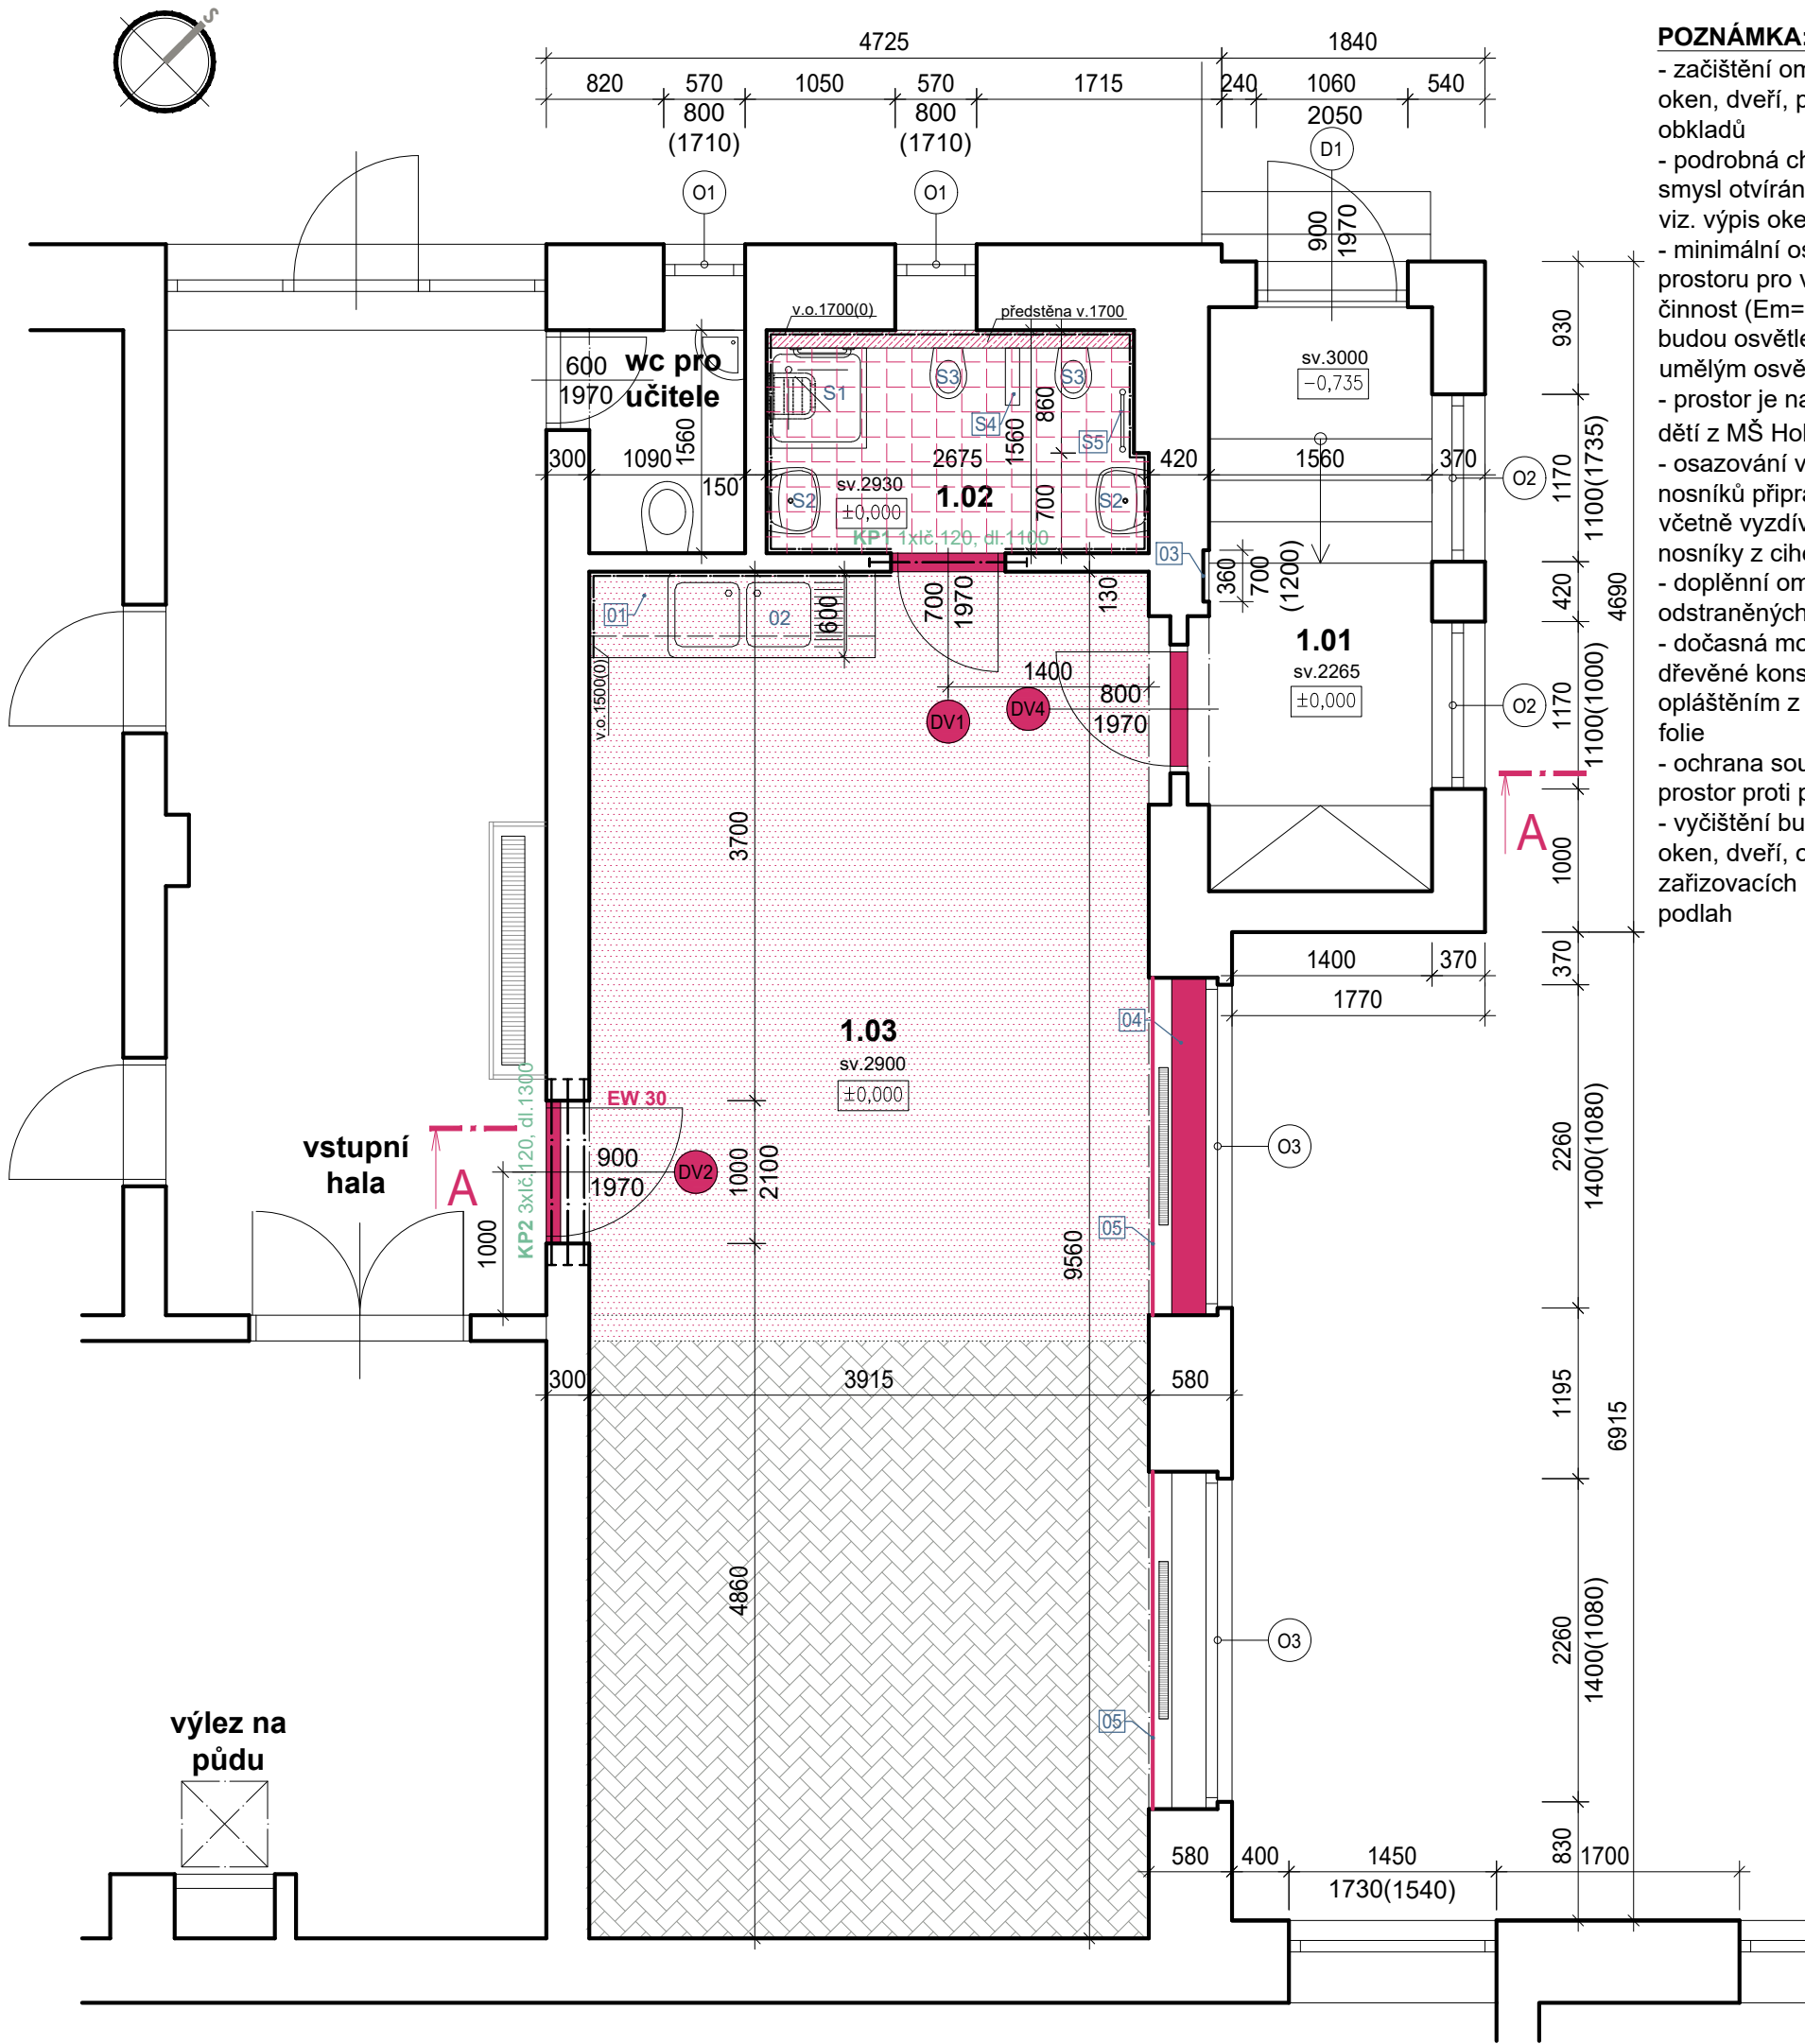 S
4725
1840
820
570
1050
570
1715
240
1060
540
800
(1710)
800
(1710)
2050
O1
O1
D1
900
1970
v.o.1700(0)
předstěna v.1700
600
1970
wc pro
učitele
1560
S1
S3
S3
S4
S5
860
1560
sv.3000
-0,735
300
1090
150
2675
420
1560
370
S2
sv.2930
±0,000
1.02
700
S2
KP1 1xIč.120, dl.1100
O2
03
360
700
(1200)
01
02
600
700
1970
130
v.o.1500(0)
1400
800
1970
DV1
DV4
1.01
sv.2265
±0,000
O2
930
1170
1100(1735)
420
4690
1170
1100(1000)
1000
A
3700
370
1400
370
1770
04
1.03
sv.2900
±0,000
KP2 3xIč.120, dl.1300
EW 30
vstupní
hala
A
900
1970
DV2
1000
2100
1000
9560
05
O3
2260
1400(1080)
300
3915
580
1195
6915
4860
O3
2260
1400(1080)
05
výlez na
půdu
580
400
1450
1730(1540)
830
1700
POZNÁMKA:
- začištění om
oken, dveří, p
obkladů
- podrobná ch
smysl otvírán
viz. výpis oke
- minimální os
prostoru pro v
činnost (Em=
budou osvětle
umělým osvě
- prostor je na
dětí z MŠ Hol
- osazování v
nosníků připra
včetně vyzdív
nosníky z cihe
- doplnění om
odstraněných
- dočasná mo
dřevěné kons
opláštěním z
folie
- ochrana sou
prostor proti p
- vyčištění bu
oken, dveří, o
zařizovacích
podlah